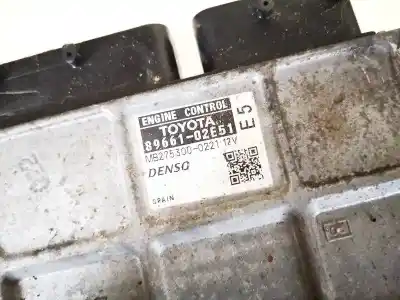 ENGINE CONTROL
TOYOTA
89661-02E51
E5
MB275300-0221 12V
DENSO
SPAIN